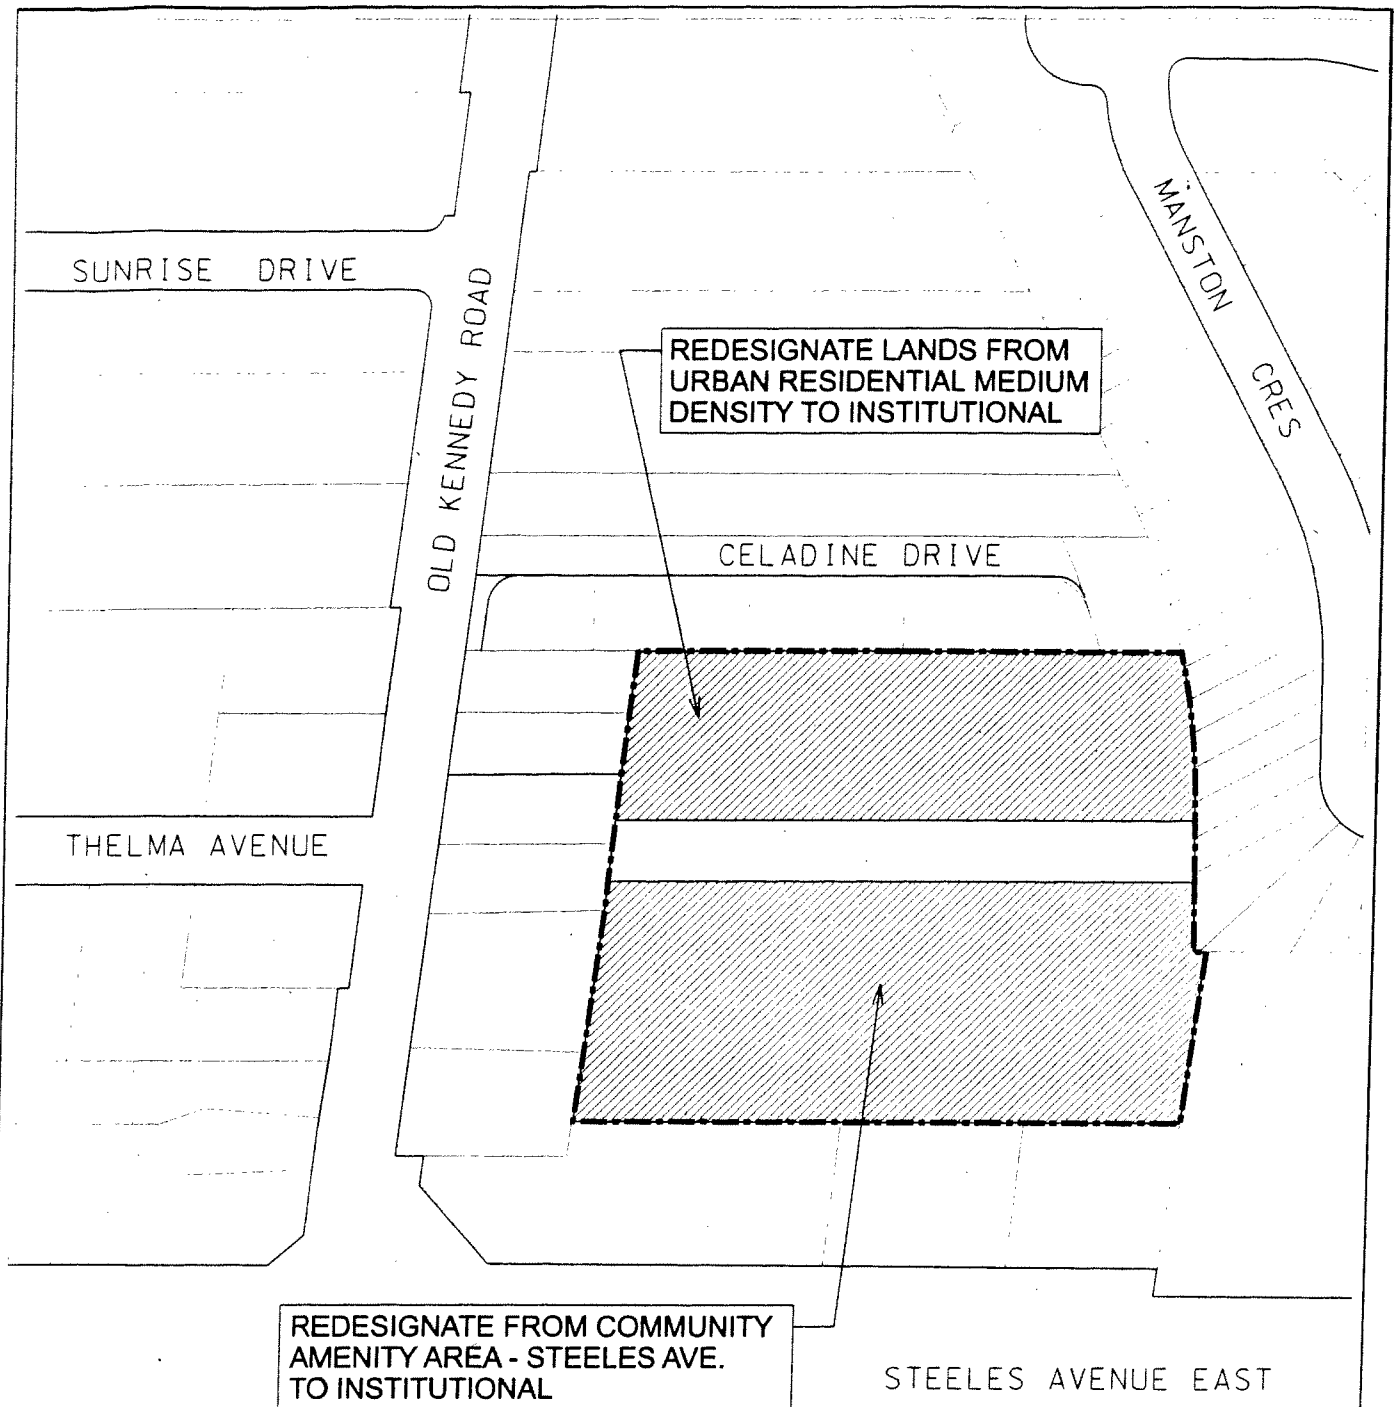 MANSTON CRES
SUNRISE DRIVE
OLD KENNEDY ROAD
REDESIGNATE LANDS FROM
URBAN RESIDENTIAL MEDIUM
DENSITY TO INSTITUTIONAL
CELADINE DRIVE
THELMA AVENUE
REDESIGNATE FROM COMMUNITY
AMENITY AREA - STEELES AVE.
TO INSTITUTIONAL
STEELES AVENUE EAST